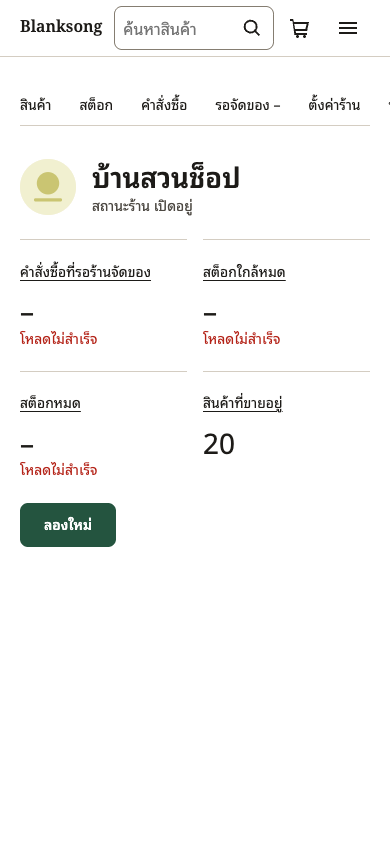 Blanksong
ค้นหาสินค้า
สินค้า สต็อก คำสั่งซื้อ รอจัดของ – ตั้งค่าร้าน
บ้านสวนช็อป
สถานะร้าน เปิดอยู่
คำสั่งซื้อที่รอร้านจัดของ
–
โหลดไม่สำเร็จ
สต็อกใกล้หมด
–
โหลดไม่สำเร็จ
สต็อกหมด
–
โหลดไม่สำเร็จ
สินค้าที่ขายอยู่
20
ลองใหม่